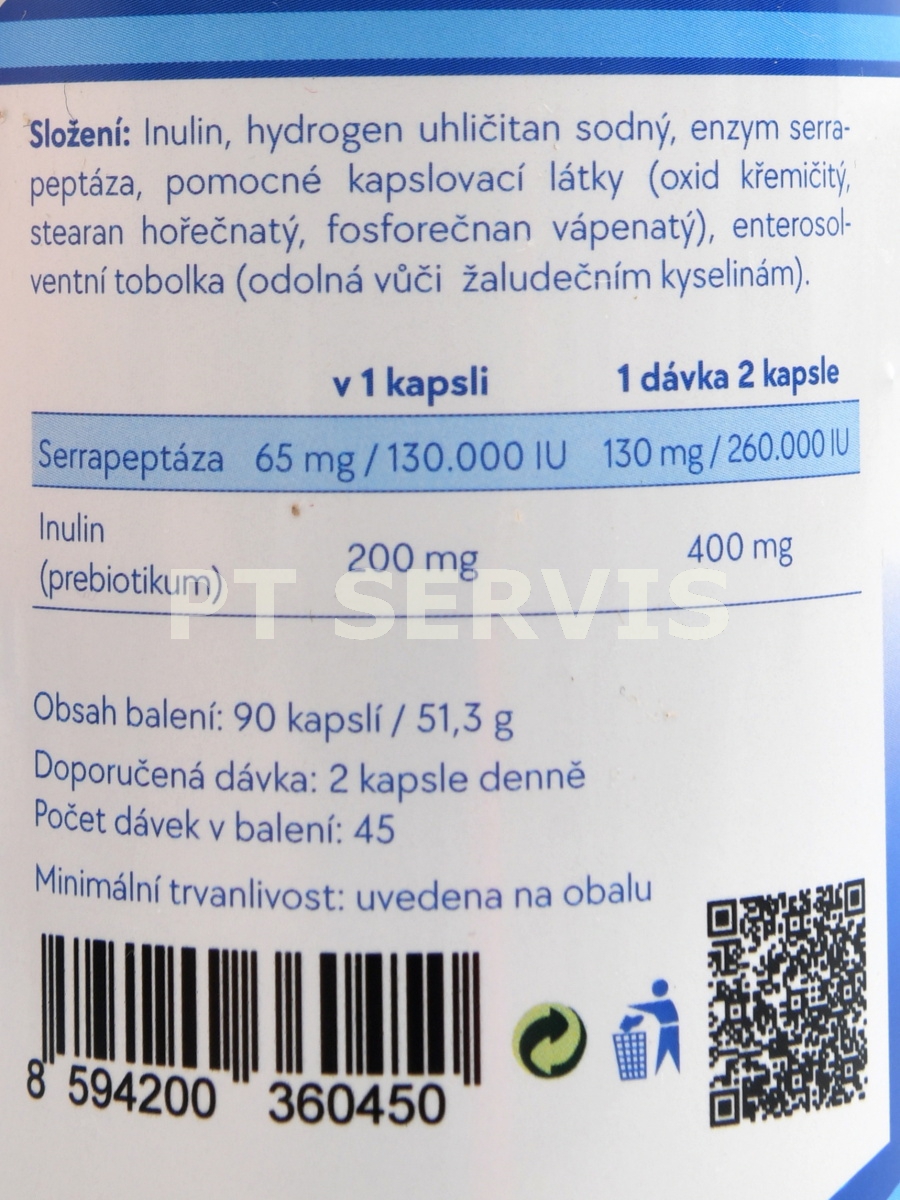 Složení: Inulin, hydrogen uhličitan sodný, enzym serra-
peptáza, pomocné kapslovací látky (oxid křemičitý,
stearan hořečnatý, fosforečnan vápenatý), enterosol-
ventní tobolka (odolná vůči žaludečním kyselinám).
v 1 kapsli 1 dávka 2 kapsle
Serrapeptáza 65 mg / 130.000 IU 130 mg / 260.000 IU
Inulin
(prebiotikum) 200 mg 400 mg
PT SERVIS
Obsah balení: 90 kapslí / 51,3 g
Doporučená dávka: 2 kapsle denně
Počet dávek v balení: 45
Minimální trvanlivost: uvedena na obalu
8 594200 360450